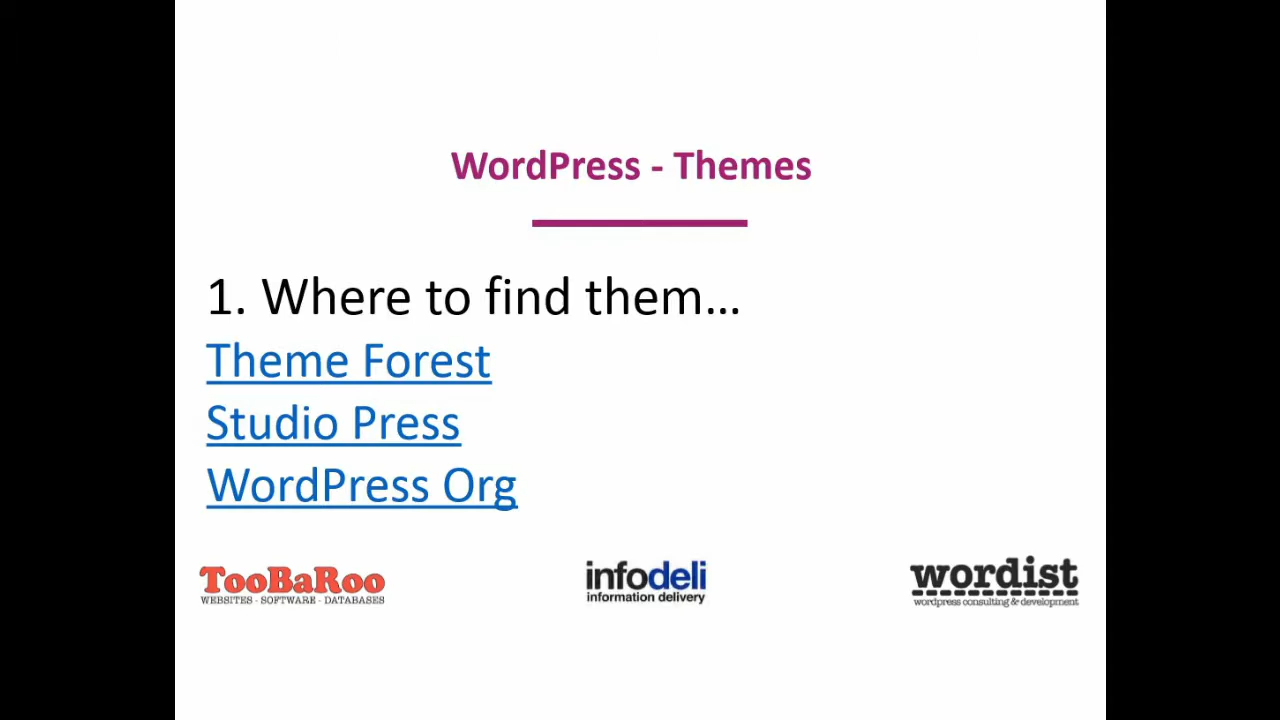 WordPress - Themes
1. Where to find them…
Theme Forest
Studio Press
WordPress Org
TooBaRoo
WEBSITES - SOFTWARE - DATABASES
infodeli
information delivery
wordist
wordpress consulting & development